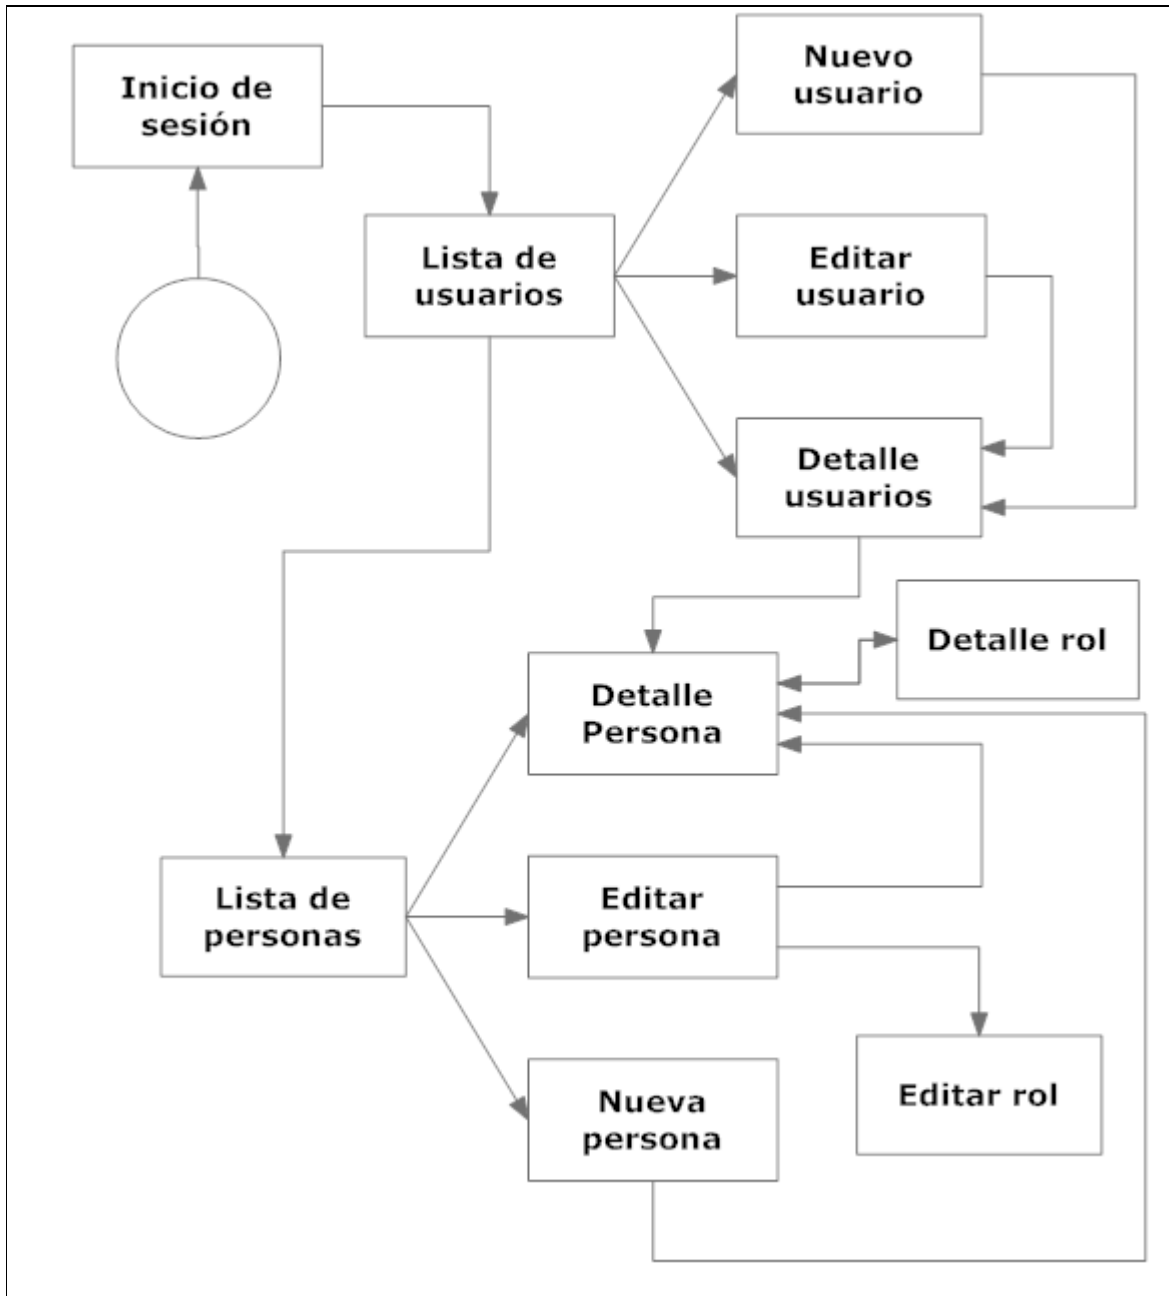 Inicio de
sesión
Nuevo
usuario
Lista de
usuarios
Editar
usuario
Detalle
usuarios
Detalle rol
Detalle
Persona
Lista de
personas
Editar
persona
Nueva
persona
Editar rol